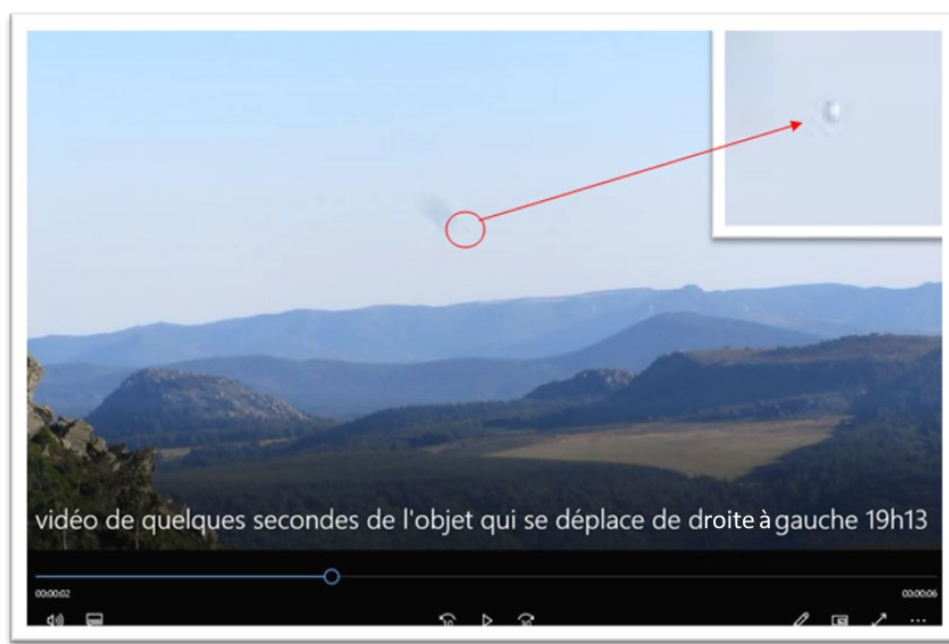 vidéo de quelques secondes de l'objet qui se déplace de droite à gauche 19h13
00:00:02
00:00:06